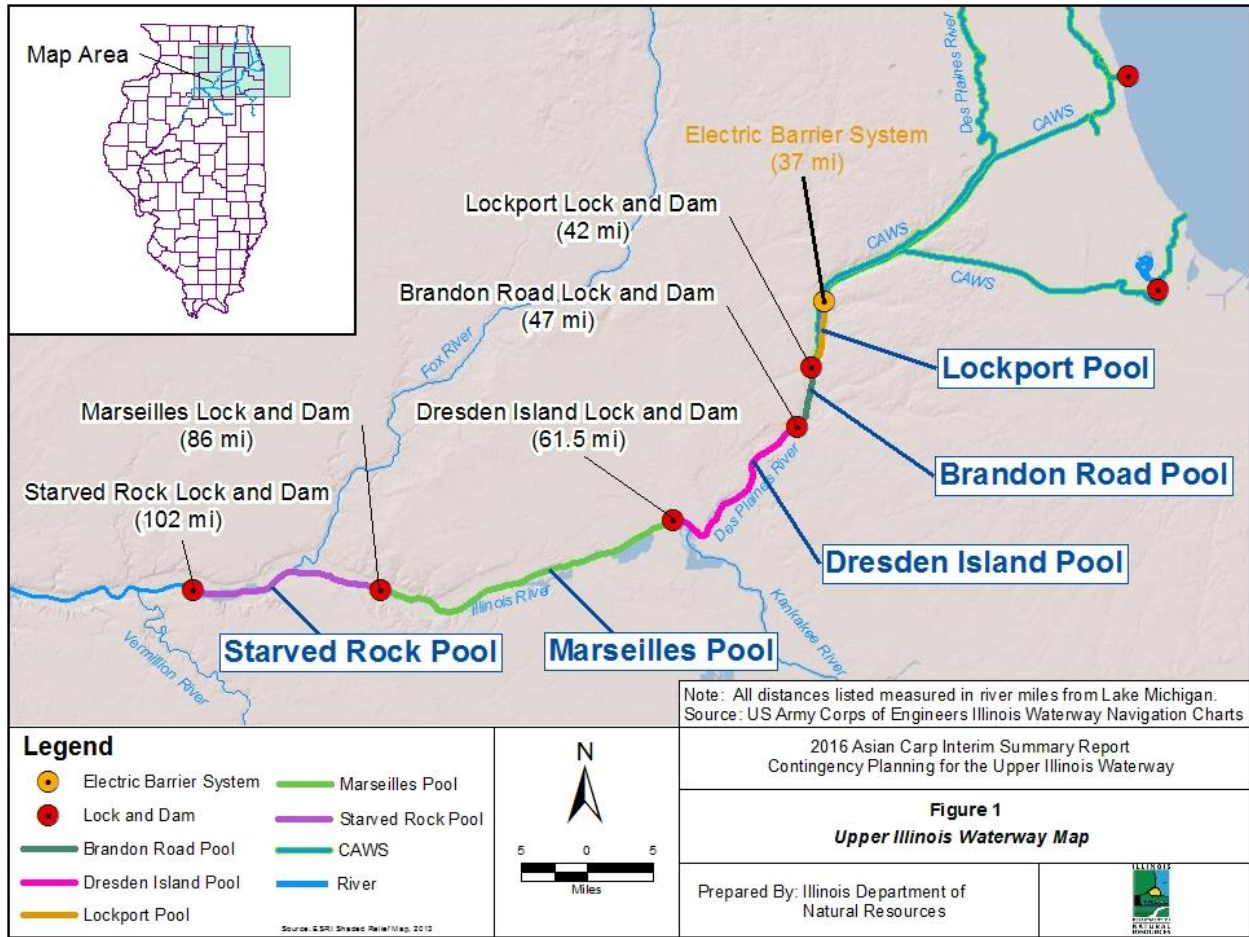 Map Area
Des Plaines River
CAWS
Electric Barrier System
(37 mi)
Lockport Lock and Dam
(42 mi)
CAWS
CAWS
Brandon Road Lock and Dam
(47 mi)
Fox River
Lockport Pool
Marseilles Lock and Dam
(86 mi)
Dresden Island Lock and Dam
(61.5 mi)
Brandon Road Pool
Starved Rock Lock and Dam
(102 mi)
Des Plaines River
Dresden Island Pool
Illinois River
Kankakee River
Starved Rock Pool
Marseilles Pool
Vermillion River
Note: All distances listed measured in river miles from Lake Michigan.
Source: US Army Corps of Engineers Illinois Waterway Navigation Charts
Legend
Electric Barrier System
Lock and Dam
Brandon Road Pool
Dresden Island Pool
Lockport Pool
Marseilles Pool
Starved Rock Pool
CAWS
River
Source: ESRI Shaded Relief Map, 2013
N
5 0 5
Miles
2016 Asian Carp Interim Summary Report
Contingency Planning for the Upper Illinois Waterway
Figure 1
Upper Illinois Waterway Map
Prepared By: Illinois Department of
Natural Resources
ILLINOIS
DEPARTMENT OF
NATURAL
RESOURCES